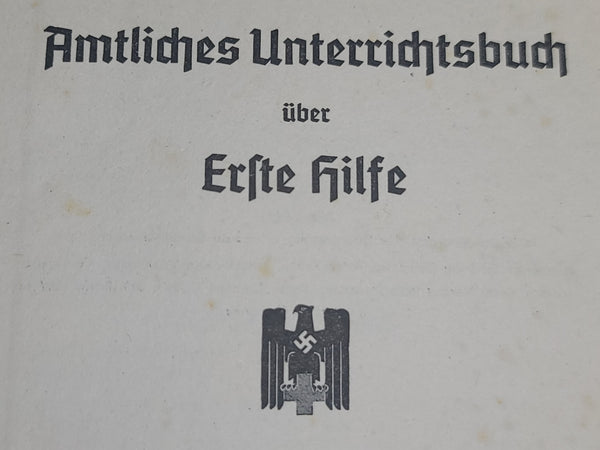 Amtliches Unterrichtsbuch
über
Erſte Hilfe